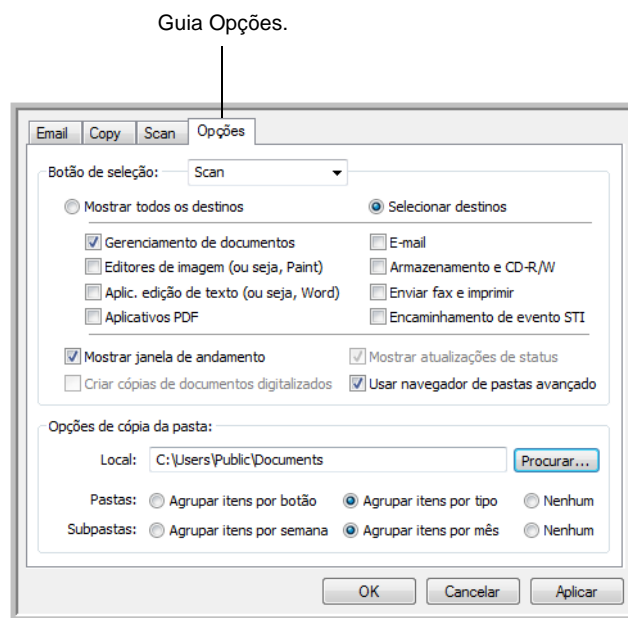 Guia Opções.
Email Copy Scan Opções
Botão de seleção: Scan
Mostrar todos os destinos Selecionar destinos
Gerenciamento de documentos E-mail
Editores de imagem (ou seja, Paint) Armazenamento e CD-R/W
Aplic. edição de texto (ou seja, Word) Enviar fax e imprimir
Aplicativos PDF Encaminhamento de evento STI
Mostrar janela de andamento Mostrar atualizações de status
Criar cópias de documentos digitalizados Usar navegador de pastas avançado
Opções de cópia da pasta:
Local: C:\Users\Public\Documents Procurar...
Pastas: Agrupar itens por botão Agrupar itens por tipo Nenhum
Subpastas: Agrupar itens por semana Agrupar itens por mês Nenhum
OK Cancelar Aplicar